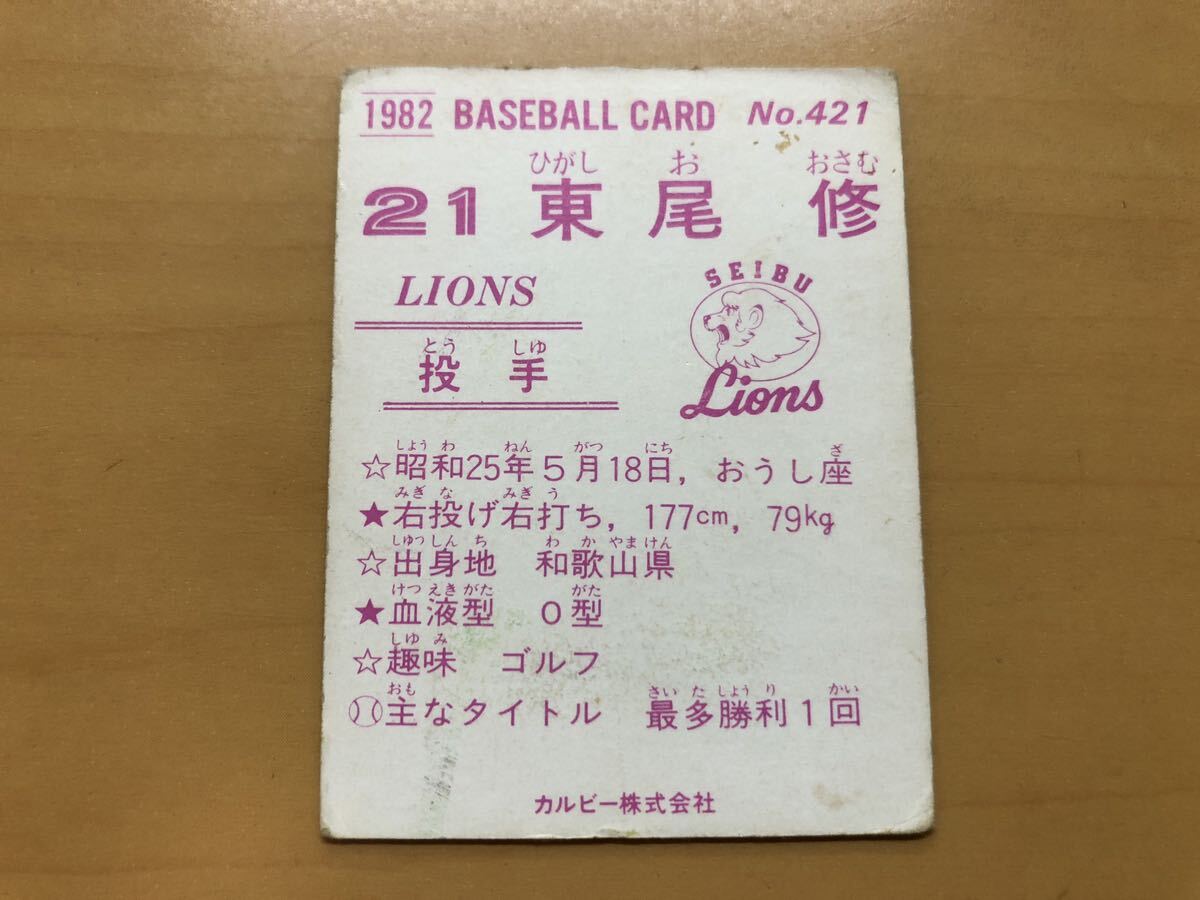 1982 BASEBALL CARD No.421
ひがし お おさむ
21 東尾 修
SEIBU
LIONS
Lions
とう しゅ
投手
しょう わ ねん がつ にち ざ
☆昭和25年5月18日, おうし座
みぎ な みぎ う
★右投げ右打ち, 177cm, 79kg
しゅっ しん ち わ か やま けん
☆出身地 和歌山県
けつ えき がた がた
★血液型 O型
しゅ み
☆趣味 ゴルフ
おも さい た しょう り かい
主なタイトル 最多勝利1回
カルビー株式会社